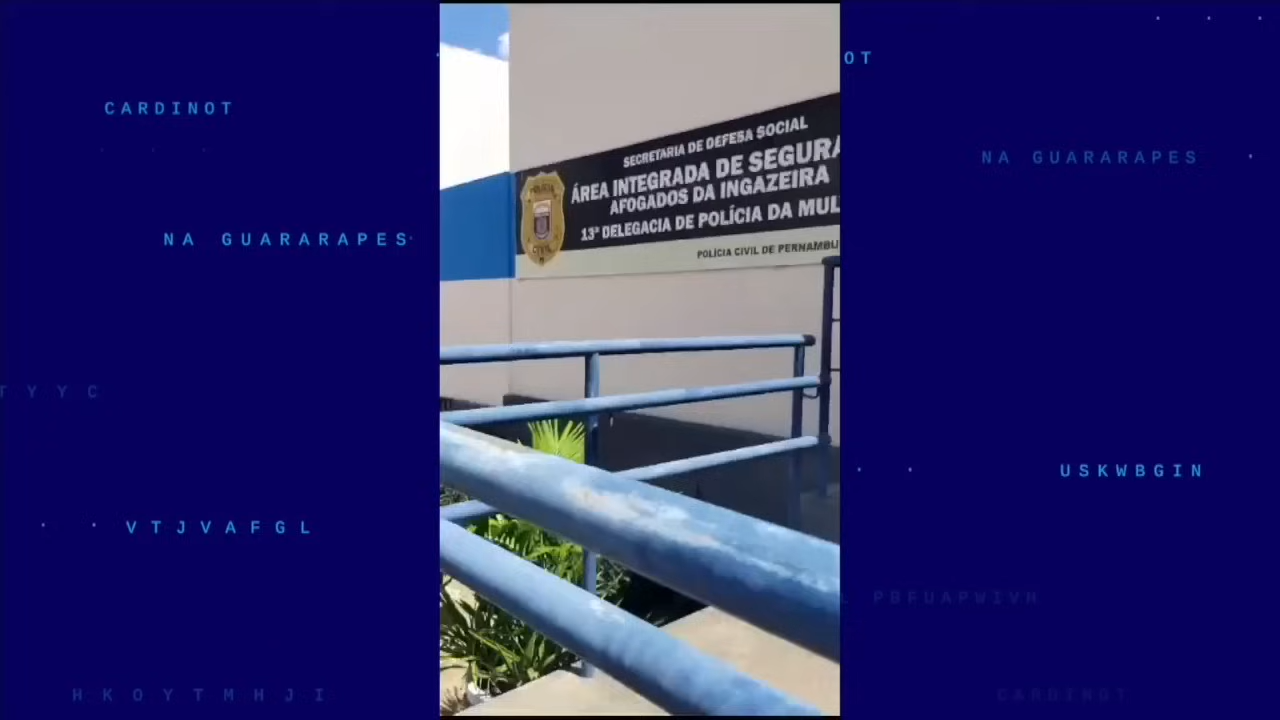 CARDINOT
NA GUARARAPES
TYYC
VTJVAFGL
HKOYTMHJI
SECRETARIA DE DEFESA SOCIAL
ÁREA INTEGRADA DE SEGURA
AFOGADOS DA INGAZEIRA
13ª DELEGACIA DE POLÍCIA DA MUL
POLÍCIA CIVIL DE PERNAMBU
POLÍCIA
CIVIL
OT
NA GUARARAPES
USKWBGIN
PBFUAPWIVH
CARDINOT